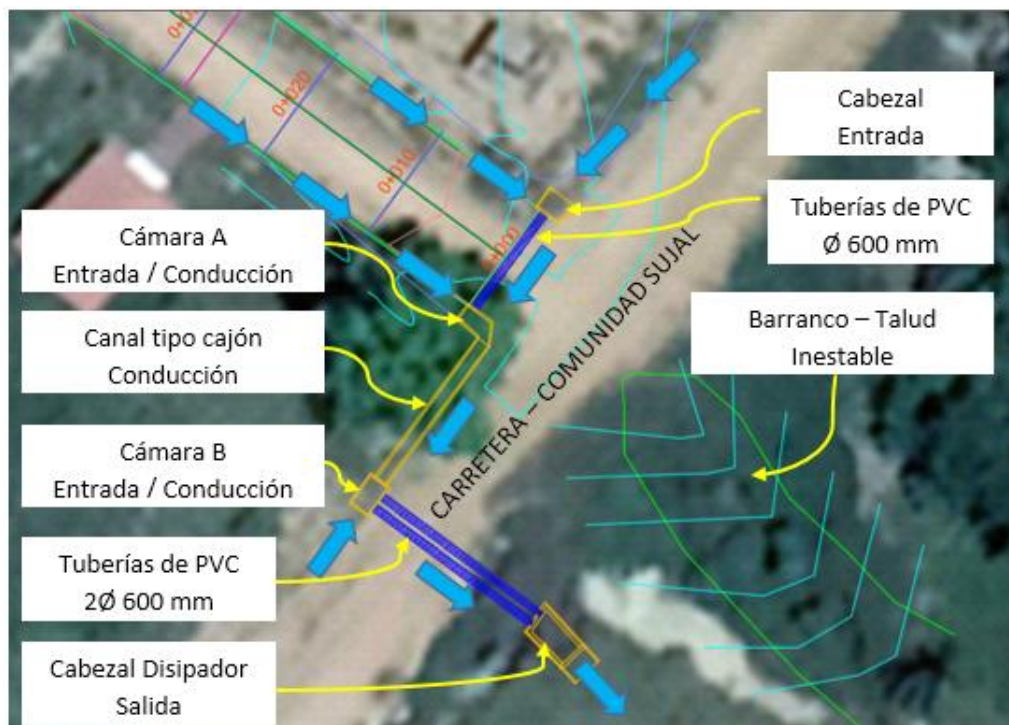 0+020
0+010
0+000
Cabezal
Entrada
Tuberías de PVC
Ø 600 mm
Barranco – Talud
Inestable
Cámara A
Entrada / Conducción
Canal tipo cajón
Conducción
Cámara B
Entrada / Conducción
Tuberías de PVC
2Ø 600 mm
Cabezal Disipador
Salida
CARRETERA – COMUNIDAD SUJAL